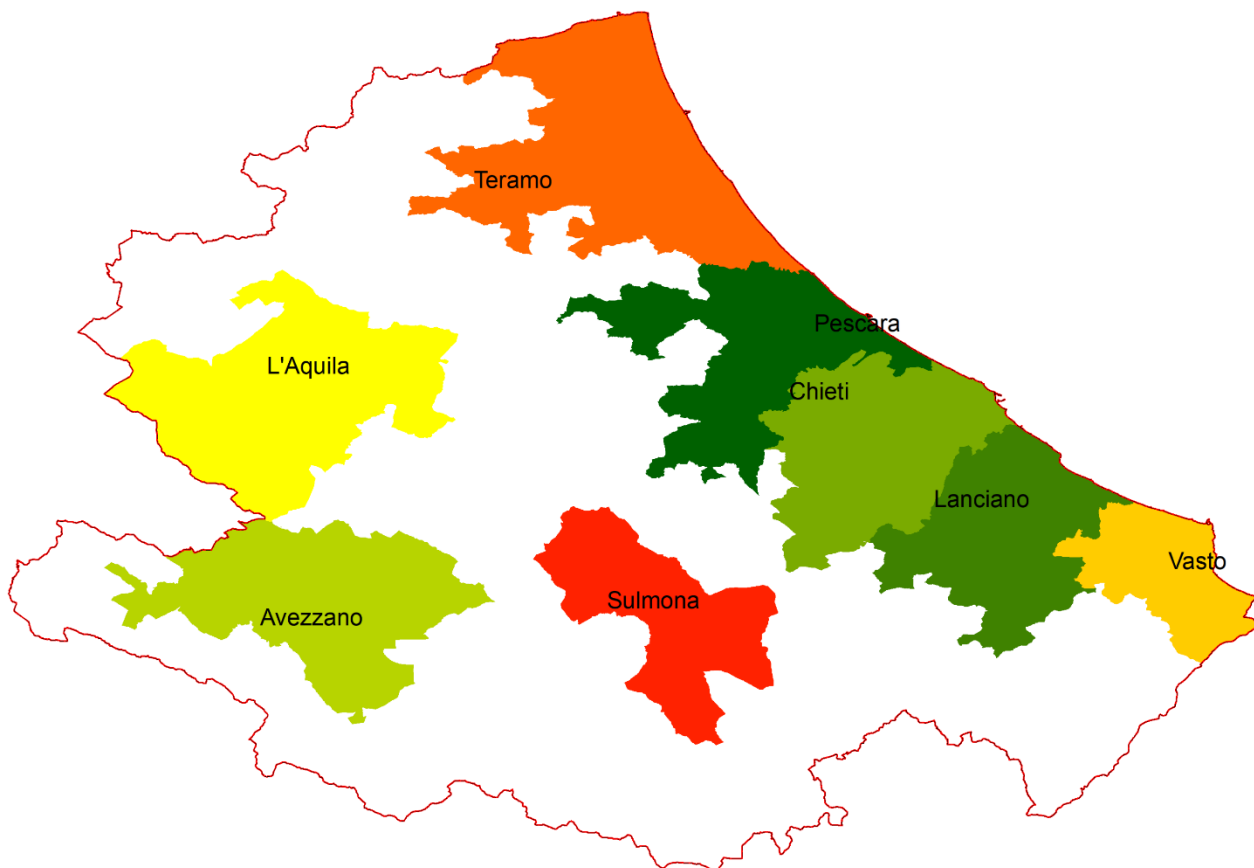 Teramo
Pescara
L'Aquila
Chieti
Lanciano
Vasto
Sulmona
Avezzano